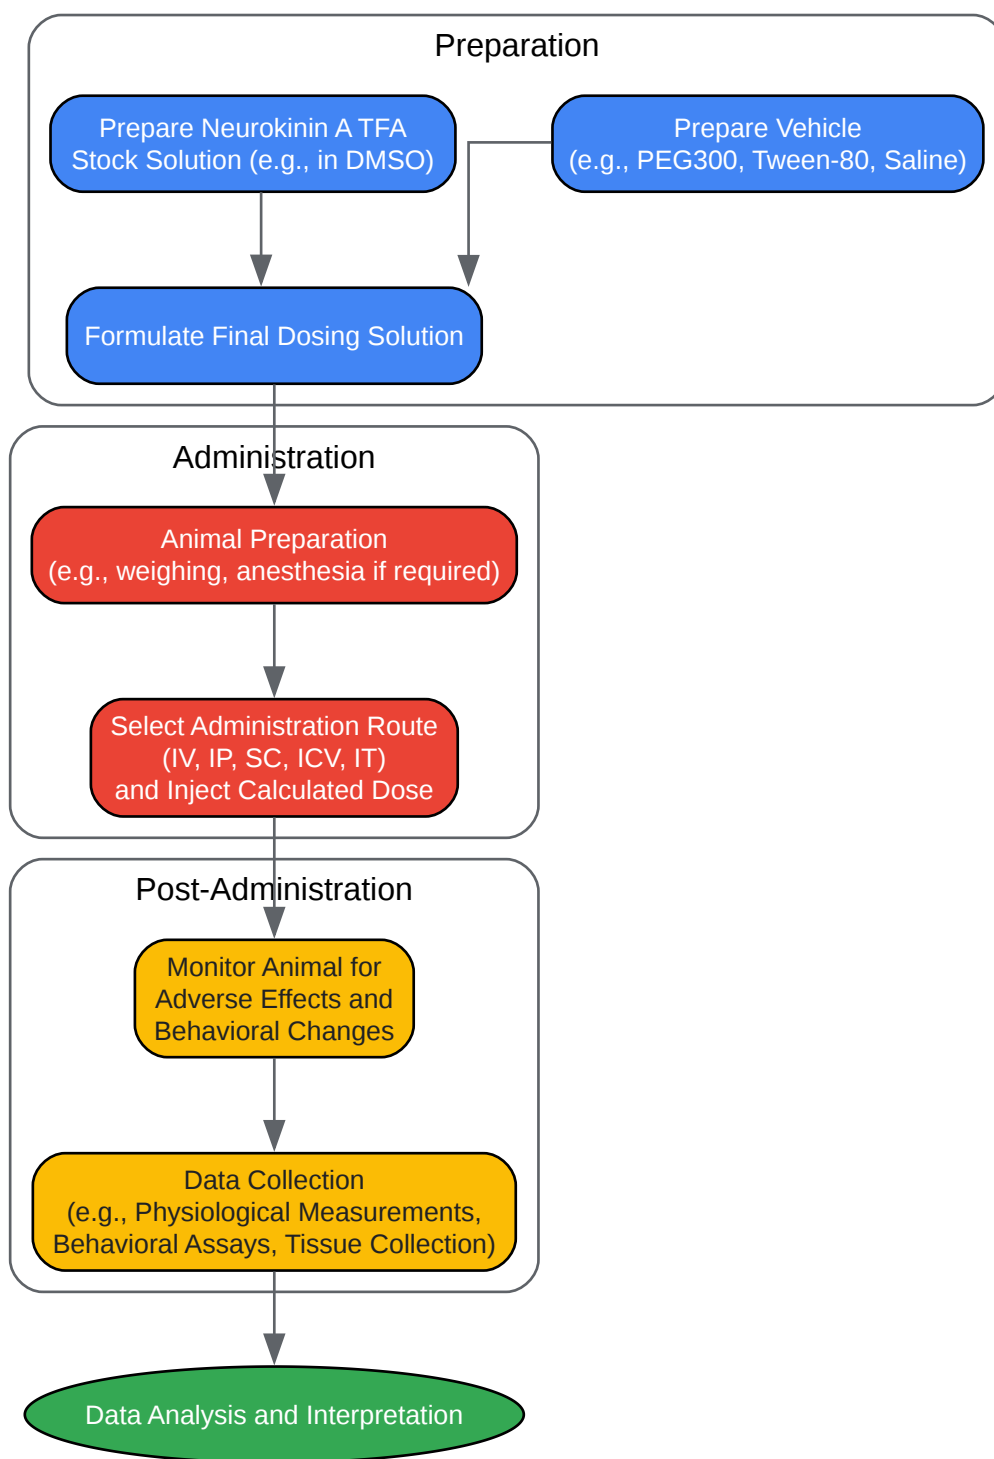 Preparation
Prepare Neurokinin A TFA
Stock Solution (e.g., in DMSO)
Prepare Vehicle
(e.g., PEG300, Tween-80, Saline)
Formulate Final Dosing Solution
Administration
Animal Preparation
(e.g., weighing, anesthesia if required)
Select Administration Route
(IV, IP, SC, ICV, IT)
and Inject Calculated Dose
Post-Administration
Monitor Animal for
Adverse Effects and
Behavioral Changes
Data Collection
(e.g., Physiological Measurements,
Behavioral Assays, Tissue Collection)
Data Analysis and Interpretation